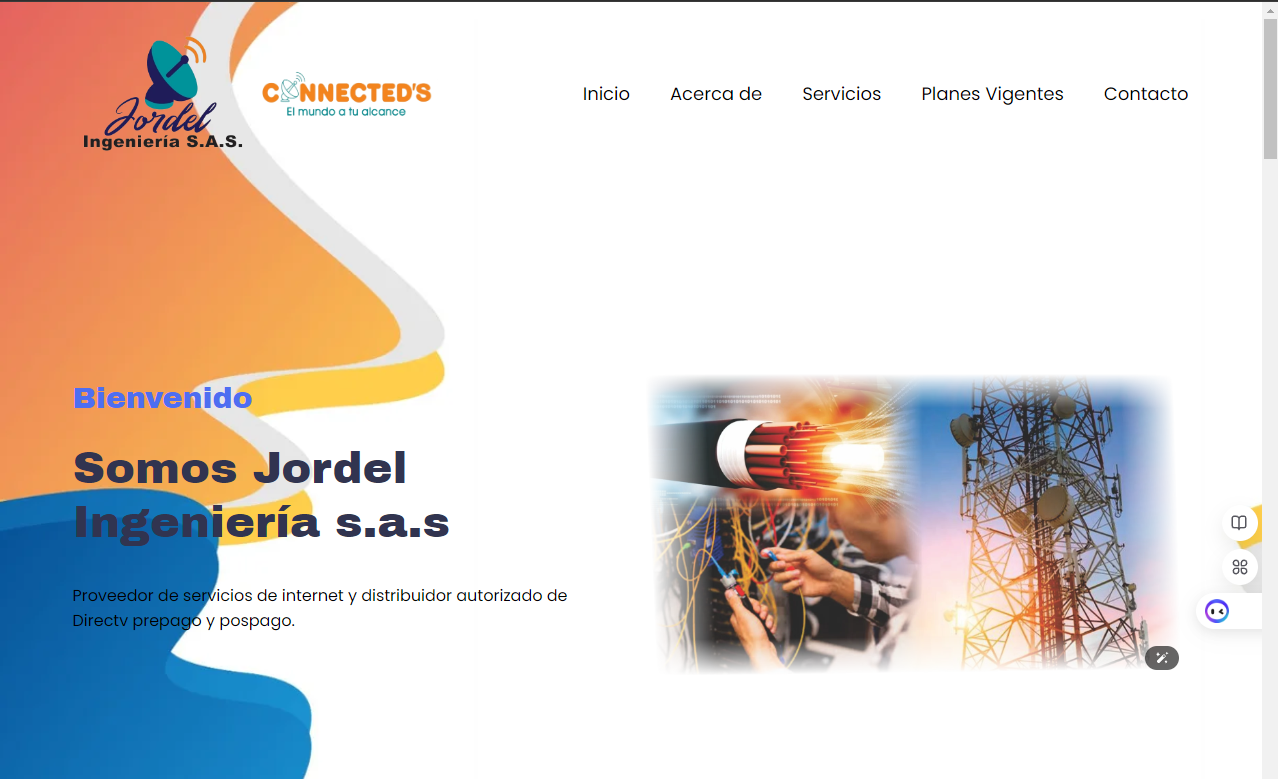 Jordel
Ingeniería S.A.S.
CONNECTED'S
El mundo a tu alcance
Inicio
Acerca de
Servicios
Planes Vigentes
Contacto
Bienvenido
Somos Jordel
Ingeniería s.a.s
Proveedor de servicios de internet y distribuidor autorizado de
Directv prepago y pospago.